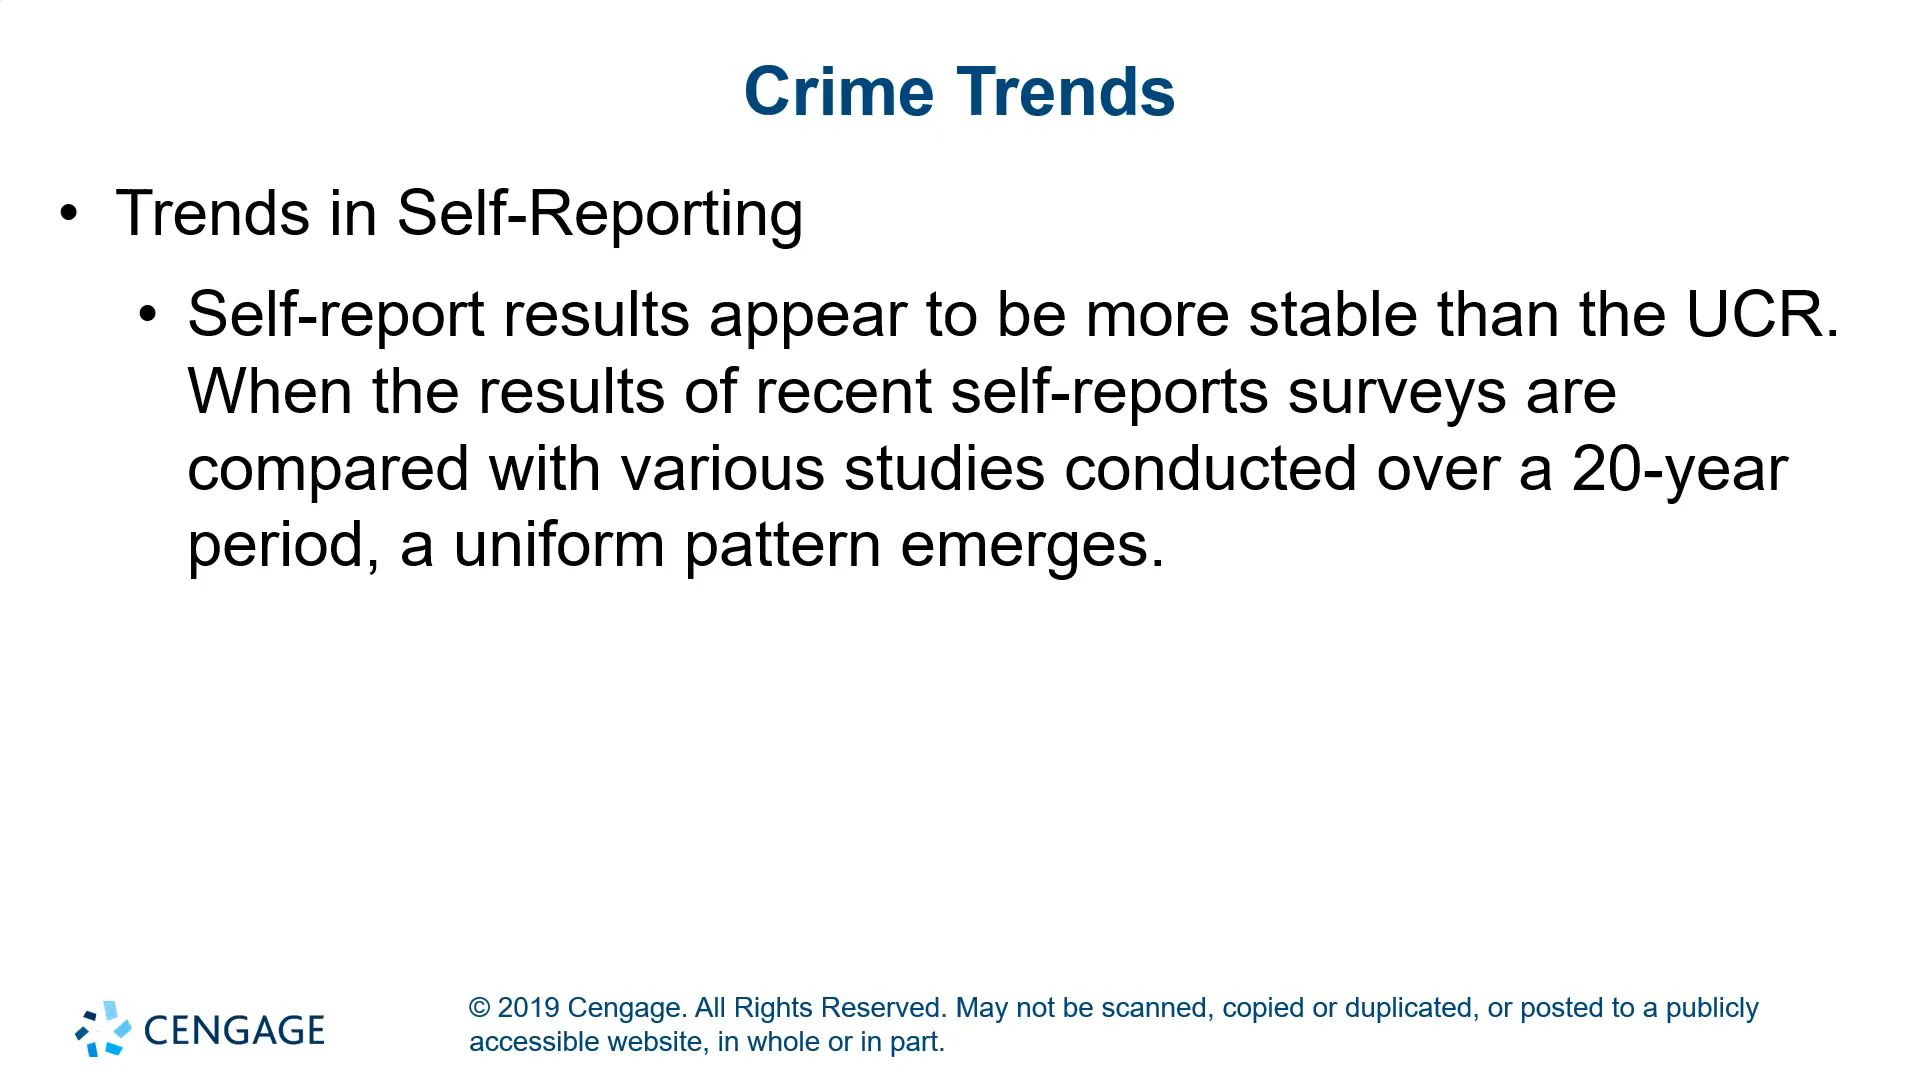 Crime Trends
• Trends in Self-Reporting
• Self-report results appear to be more stable than the UCR.
When the results of recent self-reports surveys are
compared with various studies conducted over a 20-year
period, a uniform pattern emerges.
CENGAGE
© 2019 Cengage. All Rights Reserved. May not be scanned, copied or duplicated, or posted to a publicly
accessible website, in whole or in part.